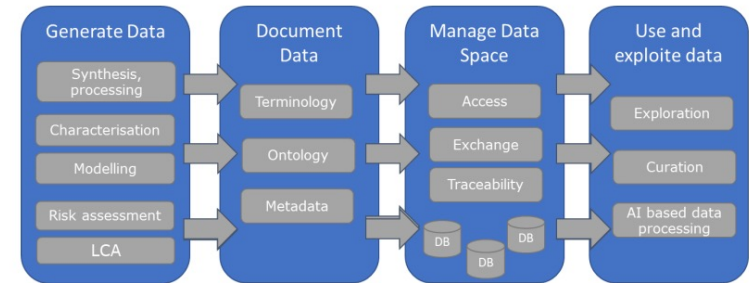 Generate Data
Synthesis,
processing
Characterisation
Modelling
Risk assessment
LCA
Document
Data
Terminology
Ontology
Metadata
Manage Data
Space
Access
Exchange
Traceability
DB
DB
DB
Use and
exploite data
Exploration
Curation
AI based data
processing